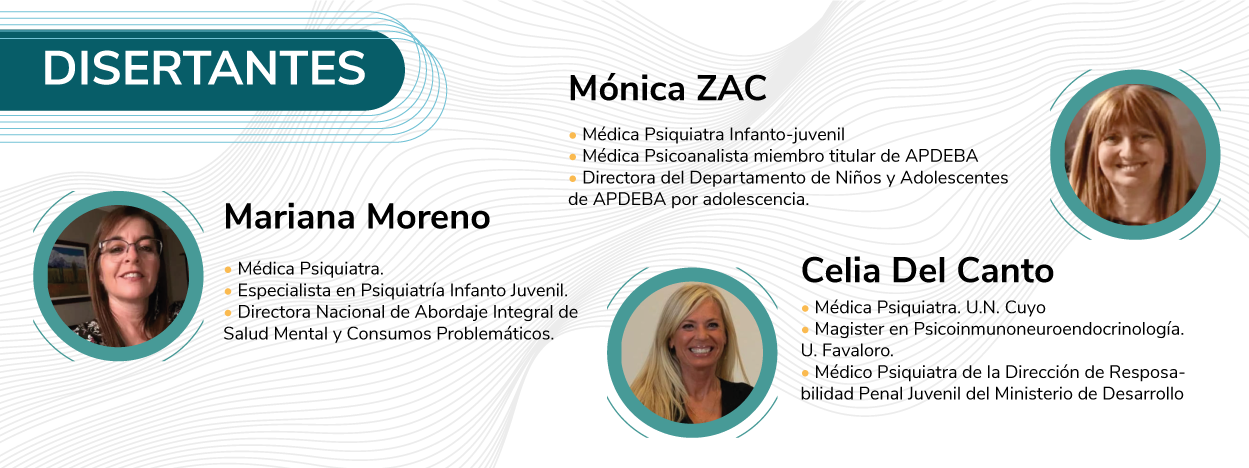 DISERTANTES
Mónica ZAC
• Médica Psiquiatra Infanto-juvenil
• Médica Psicoanalista miembro titular de APDEBA
• Directora del Departamento de Niños y Adolescentes
de APDEBA por adolescencia.
Mariana Moreno
• Médica Psiquiatra.
• Especialista en Psiquiatría Infanto Juvenil.
• Directora Nacional de Abordaje Integral de
Salud Mental y Consumos Problemáticos.
Celia Del Canto
• Médica Psiquiatra. U.N. Cuyo
• Magister en Psicoinmunoneuroendocrinología.
U. Favaloro.
• Médico Psiquiatra de la Dirección de Resposa-
bilidad Penal Juvenil del Ministerio de Desarrollo